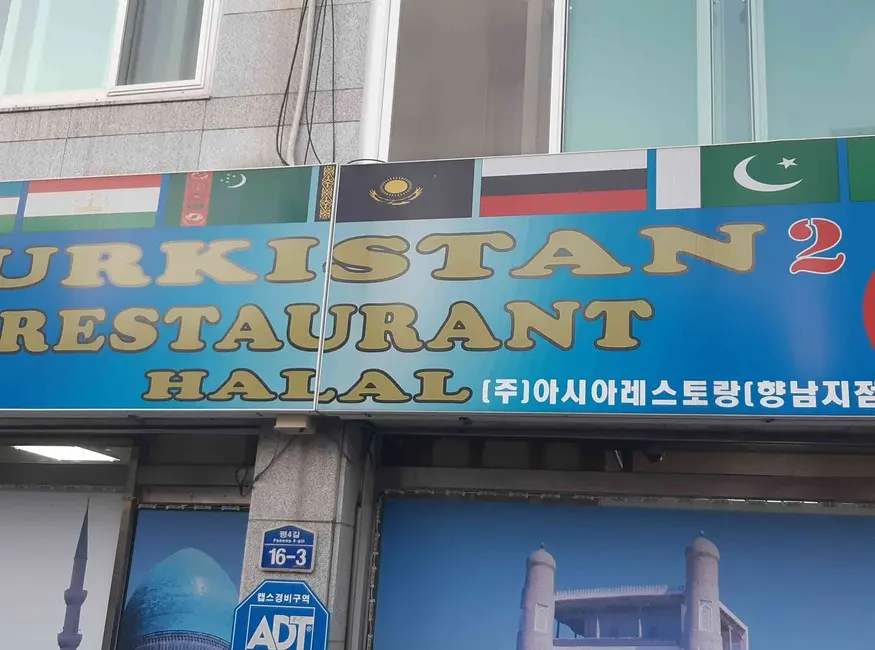 URKISTAN 2
RESTAURANT
HALAL
(주)아시아레스토랑(향남지점
평4길
16-3
캡스경비구역
ADT